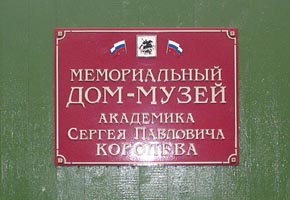 МЕМОРИАЛЬНЫЙ
ДОМ-МУЗЕЙ
АКАДЕМИКА
СЕРГЕЯ ПАВЛОВИЧА
КОРОЛЕВА